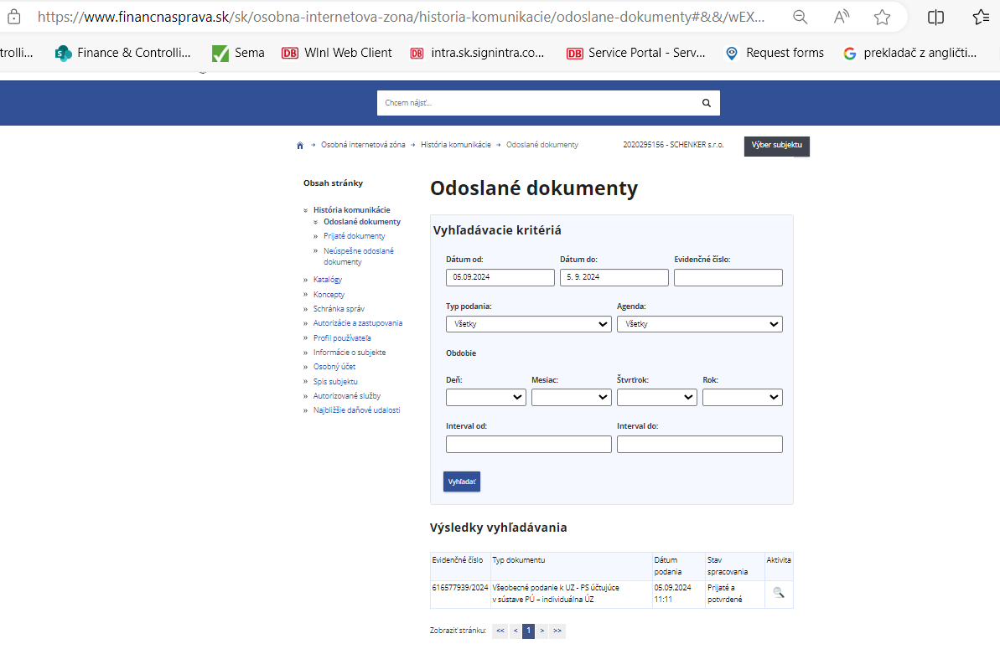 https://www.financnasprava.sk/sk/osobna-internetova-zona/historia-komunikacie/odoslane-dokumenty#&&/wEX...
trolli... Finance & Controlli... Sema DB WInI Web Client DB intra.sk.signintra.co... DB Service Portal - Serv... Request forms prekladač z angličti...
Chcem nájsť...
Osobná internetová zóna História komunikácie Odoslané dokumenty 2020295156 - SCHENKER s.r.o. Výber subjektu
Obsah stránky
História komunikácie
Odoslané dokumenty
Prijaté dokumenty
Neúspešne odoslané
dokumenty
Katalógy
Koncepty
Schránka správ
Autorizácie a zastupovania
Profil používateľa
Informácie o subjekte
Osobný účet
Spis subjektu
Autorizované služby
Najbližšie daňové udalosti
Odoslané dokumenty
Vyhľadávacie kritériá
Dátum od: Dátum do: Evidenčné číslo:
05.09.2024 5. 9. 2024
Typ podania: Agenda:
Všetky Všetky
Obdobie
Deň: Mesiac: Štvrťrok: Rok:
Interval od: Interval do:
Vyhľadať
Výsledky vyhľadávania
Evidenčné číslo Typ dokumentu Dátum podania Stav spracovania Aktivita
616577939/2024 Všeobecné podanie k UZ - PS účtujúce v sústave PÚ – individuálna ÚZ 05.09.2024 11:11 Prijaté a potvrdené
Zobraziť stránku: << < 1 > >>